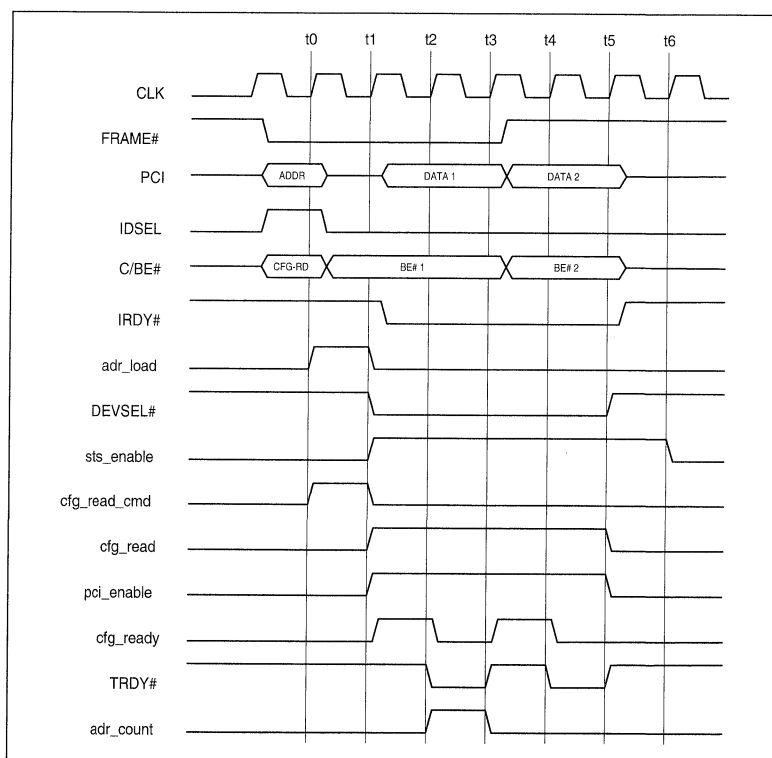 t0 t1 t2 t3 t4 t5 t6
CLK
FRAME#
PCI ADDR DATA 1 DATA 2
IDSEL
C/BE# CFG-RD BE# 1 BE# 2
IRDY#
adr_load
DEVSEL#
sts_enable
cfg_read_cmd
cfg_read
pci_enable
cfg_ready
TRDY#
adr_count